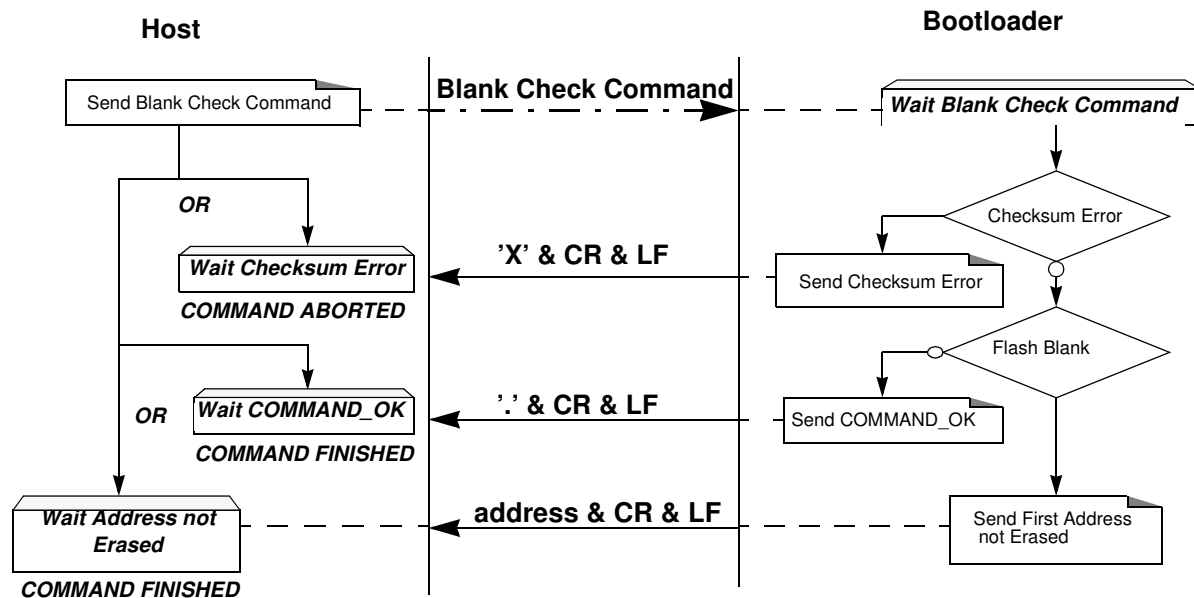 Host
Bootloader
Send Blank Check Command
Blank Check Command
Wait Blank Check Command
OR
Checksum Error
Wait Checksum Error
'X' & CR & LF
Send Checksum Error
COMMAND ABORTED
Flash Blank
OR
Wait COMMAND_OK
'.' & CR & LF
Send COMMAND_OK
COMMAND FINISHED
Wait Address not
Erased
address & CR & LF
Send First Address
not Erased
COMMAND FINISHED